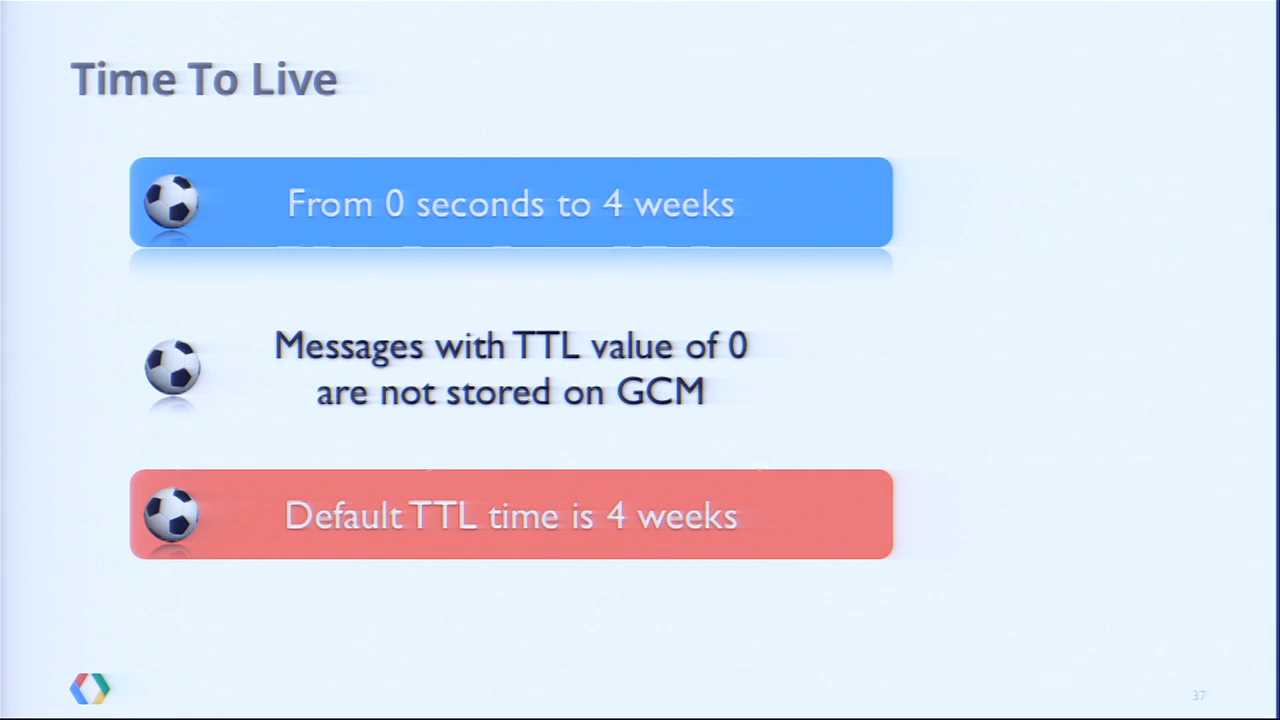 Time To Live
From 0 seconds to 4 weeks
Messages with TTL value of 0
are not stored on GCM
Default TTL time is 4 weeks
37